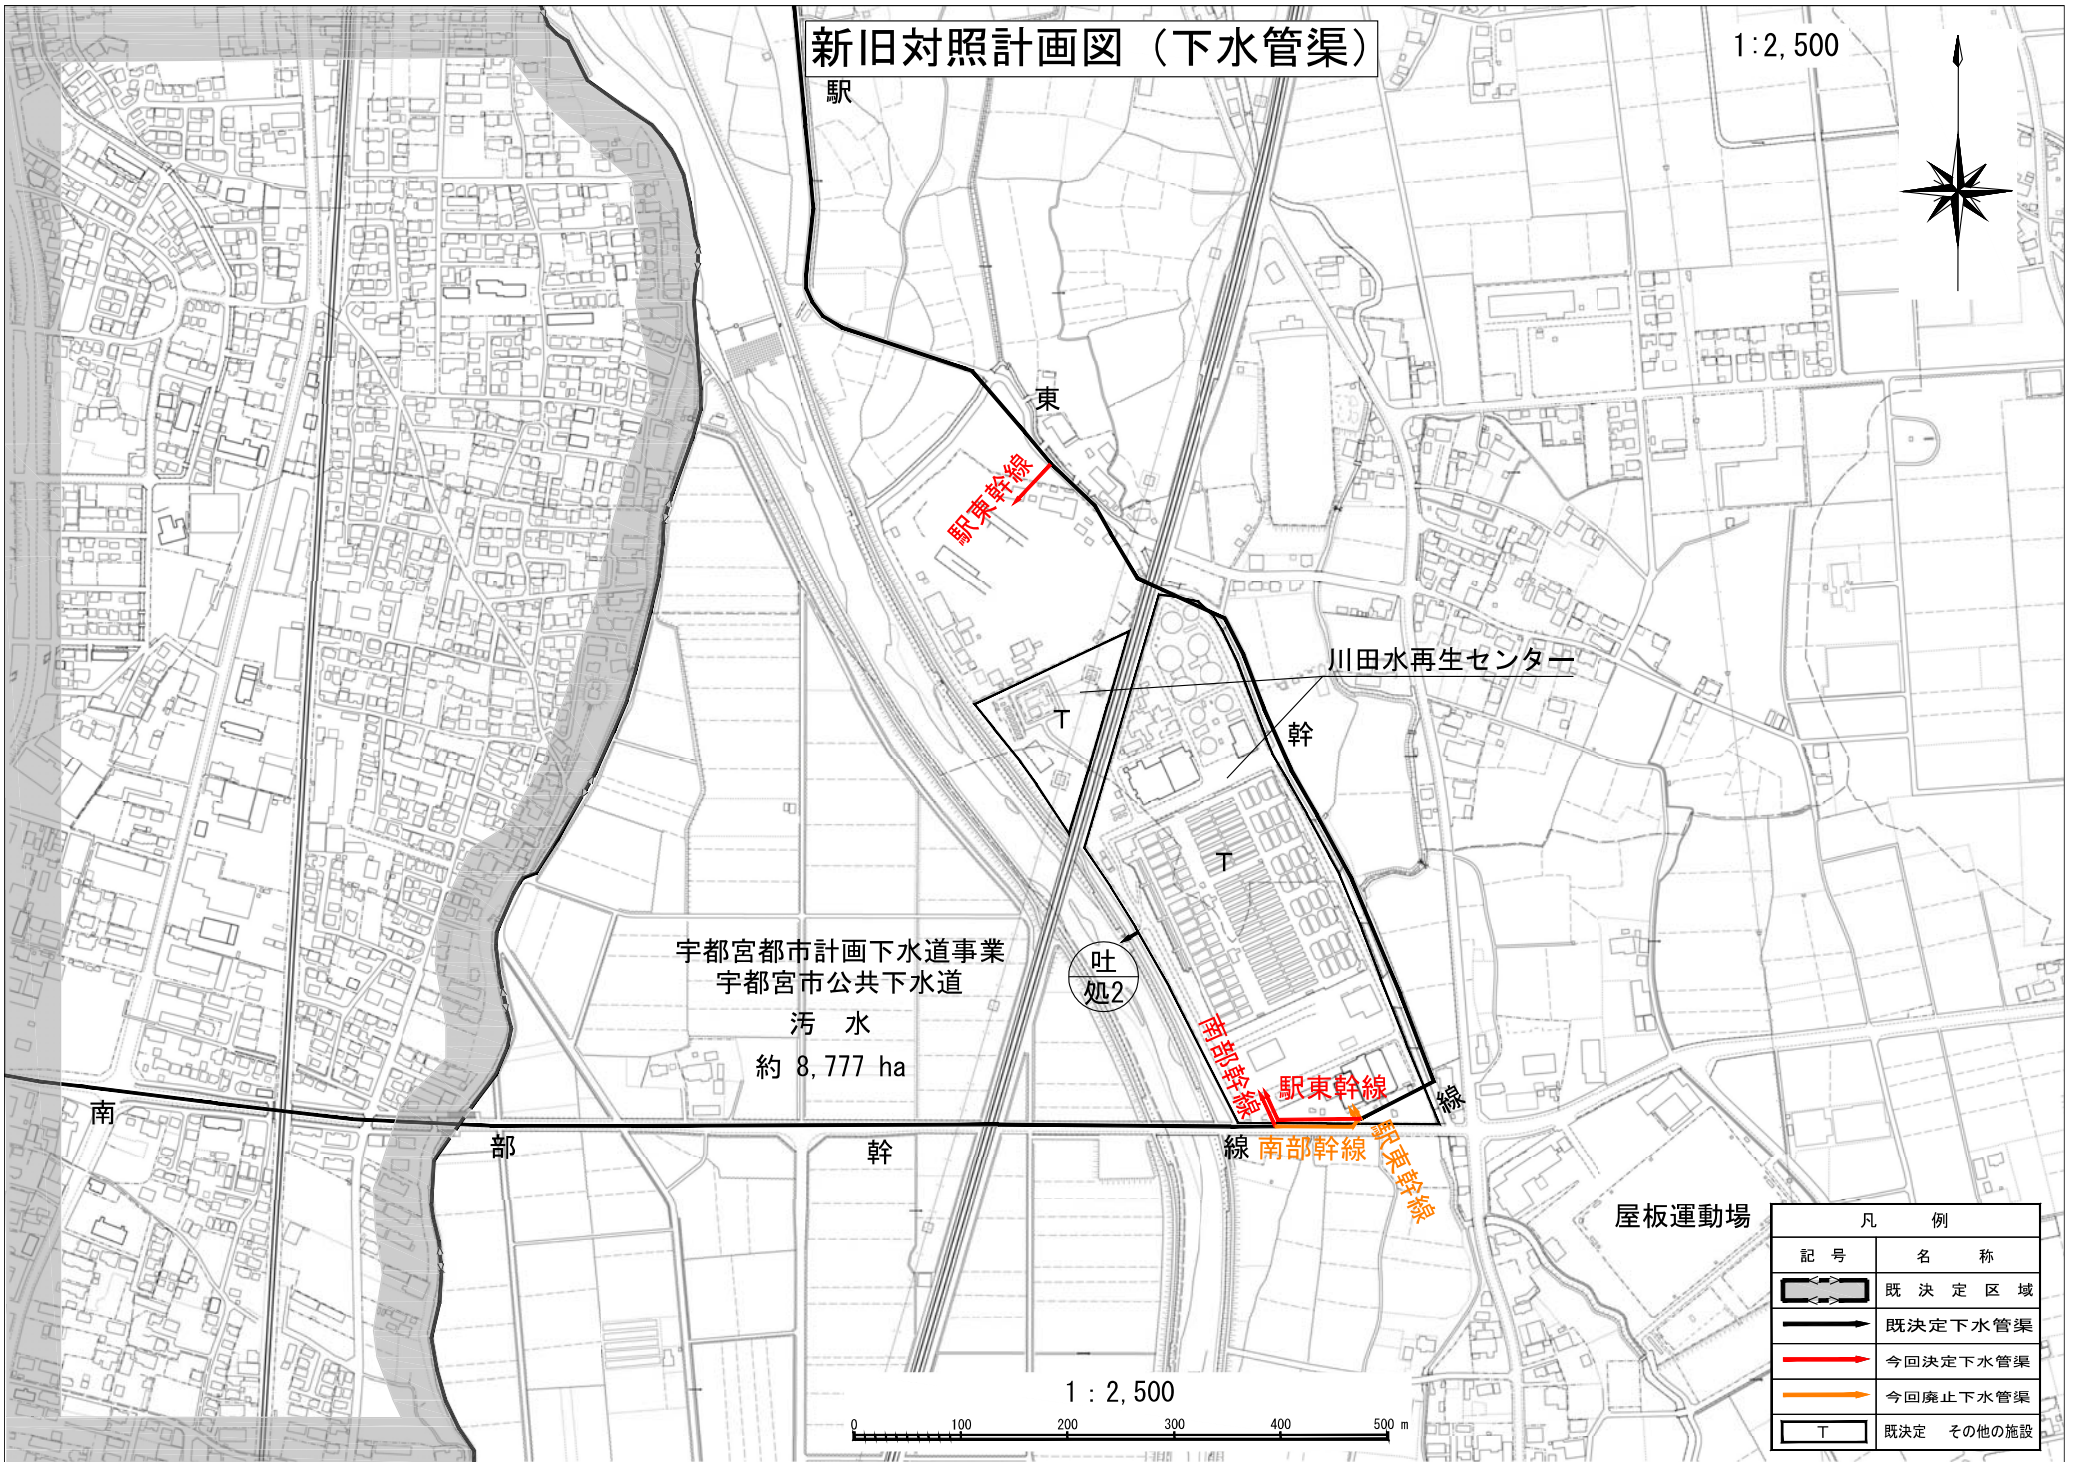 新旧対照計画図（下水管渠）
1:2,500
駅
東
駅東幹線
川田水再生センター
T
幹
T
宇都宮都市計画下水道事業
宇都宮市公共下水道
汚　水
約 8,777 ha
吐
処2
南部幹線
駅東幹線
線
南
部
幹
線
南部幹線
駅東幹線
屋板運動場
凡　例
記 号　名　称
既 決 定 区 域
既決定下水管渠
今回決定下水管渠
今回廃止下水管渠
T　既決定　その他の施設
1 : 2,500
0 100 200 300 400 500 m